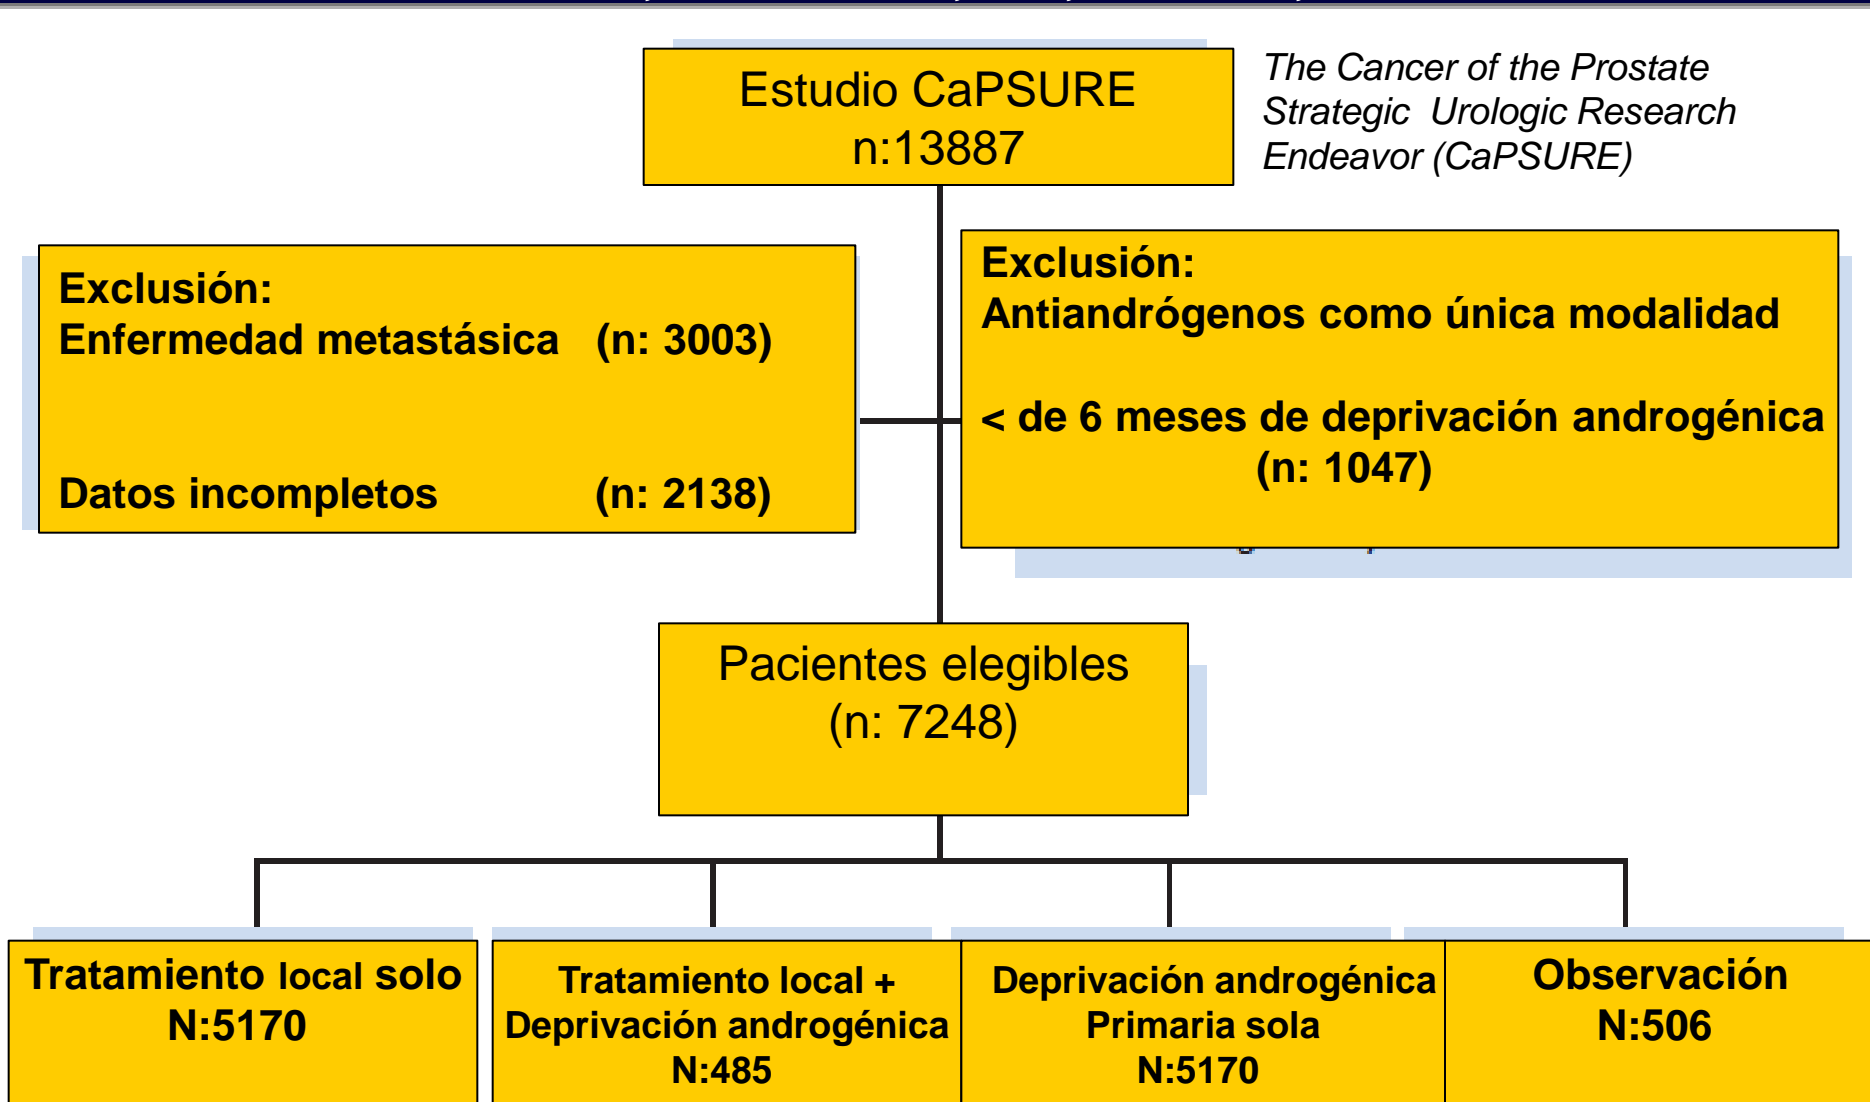 Estudio CaPSURE
n:13887
The Cancer of the Prostate
Strategic Urologic Research
Endeavor (CaPSURE)
Exclusión:
Enfermedad metastásica (n: 3003)
Datos incompletos (n: 2138)
Exclusión:
Antiandrógenos como única modalidad
< de 6 meses de deprivación androgénica
(n: 1047)
Pacientes elegibles
(n: 7248)
Tratamiento local solo
N:5170
Tratamiento local +
Deprivación androgénica
N:485
Deprivación androgénica
Primaria sola
N:5170
Observación
N:506